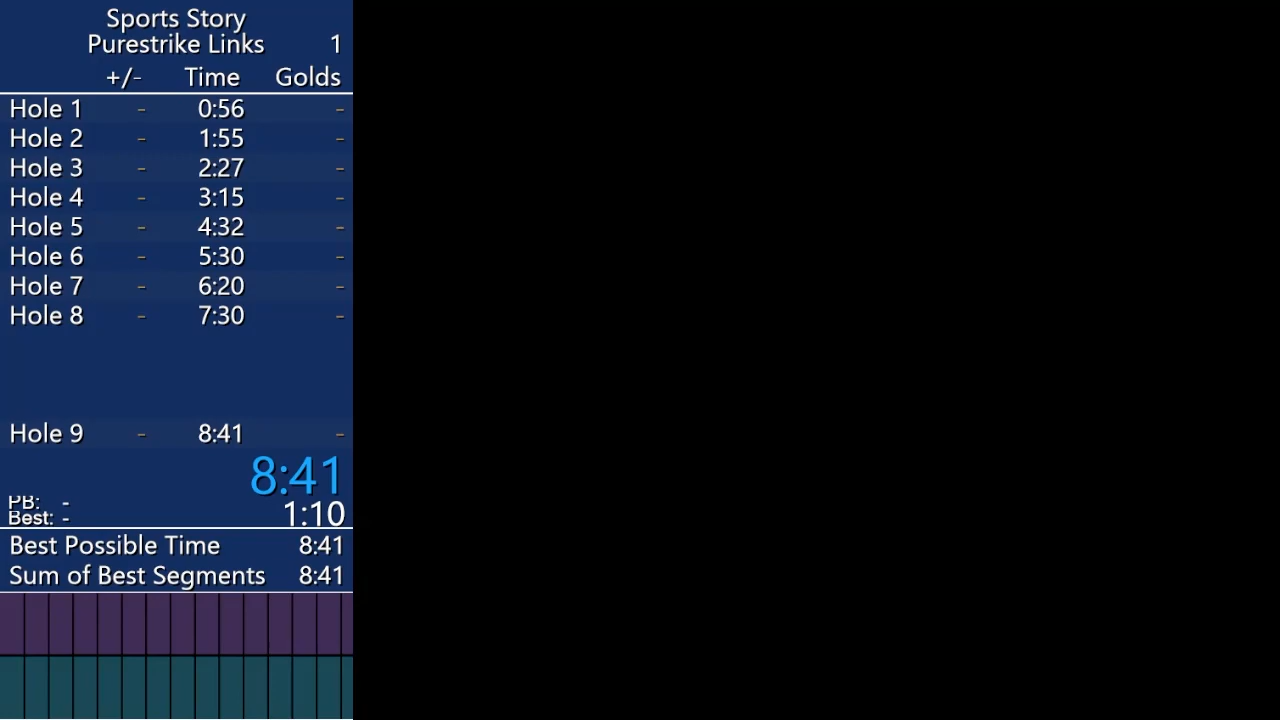 Sports Story
Purestrike Links 1
+/- Time Golds
Hole 1 - 0:56 -
Hole 2 - 1:55 -
Hole 3 - 2:27 -
Hole 4 - 3:15 -
Hole 5 - 4:32 -
Hole 6 - 5:30 -
Hole 7 - 6:20 -
Hole 8 - 7:30 -
Hole 9 - 8:41 -
8:41
PB: -
Best: - 1:10
Best Possible Time 8:41
Sum of Best Segments 8:41